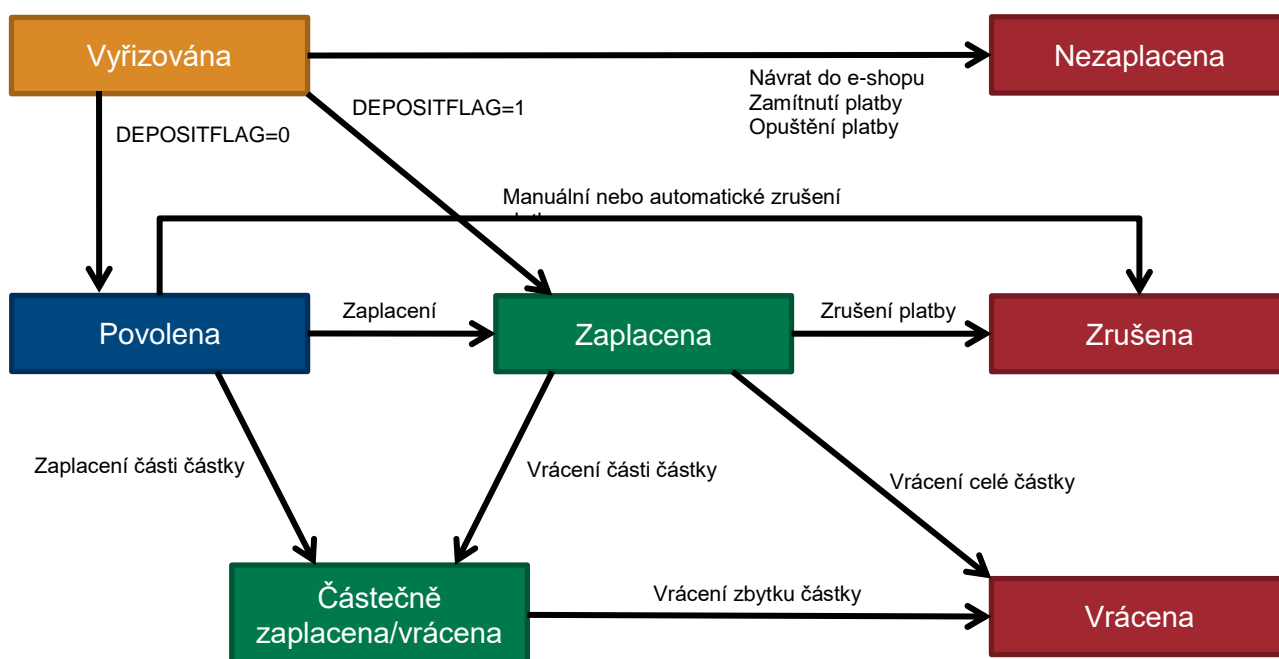 Vyřizována
Nezaplacena
Návrat do e-shopu
Zamítnutí platby
Opuštění platby
DEPOSITFLAG=1
DEPOSITFLAG=0
Manuální nebo automatické zrušení
Povolena
Zaplacení
Zaplacena
Zrušení platby
Zrušena
Zaplacení části částky
Vrácení části částky
Vrácení celé částky
Částečně
zaplacena/vrácena
Vrácení zbytku částky
Vrácena